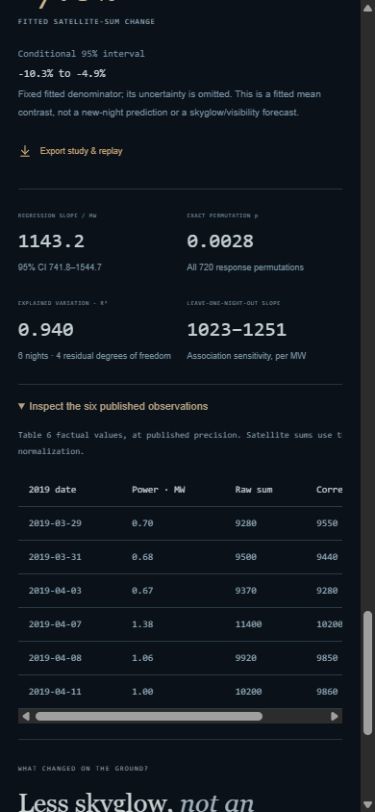 FITTED SATELLITE-SUM CHANGE
Conditional 95% interval
-10.3% to -4.9%
Fixed fitted denominator; its uncertainty is omitted. This is a fitted mean
contrast, not a new-night prediction or a skyglow/visibility forecast.
Export study & replay
REGRESSION SLOPE / MW
EXACT PERMUTATION p
1143.2
0.0028
95% CI 741.8–1544.7
All 720 response permutations
EXPLAINED VARIATION · R²
LEAVE-ONE-NIGHT-OUT SLOPE
0.940
1023–1251
6 nights · 4 residual degrees of freedom
Association sensitivity, per MW
▼ Inspect the six published observations
Table 6 factual values, at published precision. Satellite sums use t
normalization.
2019 date Power · MW Raw sum Corre
2019-03-29 0.70 9280 9550
2019-03-31 0.68 9500 9440
2019-04-03 0.67 9370 9280
2019-04-07 1.38 11400 10200
2019-04-08 1.06 9920 9850
2019-04-11 1.00 10200 9860
WHAT CHANGED ON THE GROUND?
Less skyglow, not an